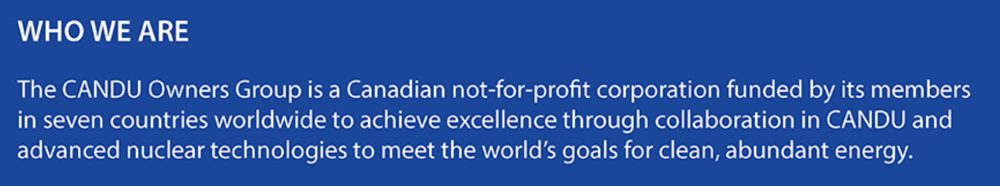 WHO WE ARE
The CANDU Owners Group is a Canadian not-for-profit corporation funded by its members
in seven countries worldwide to achieve excellence through collaboration in CANDU and
advanced nuclear technologies to meet the world’s goals for clean, abundant energy.